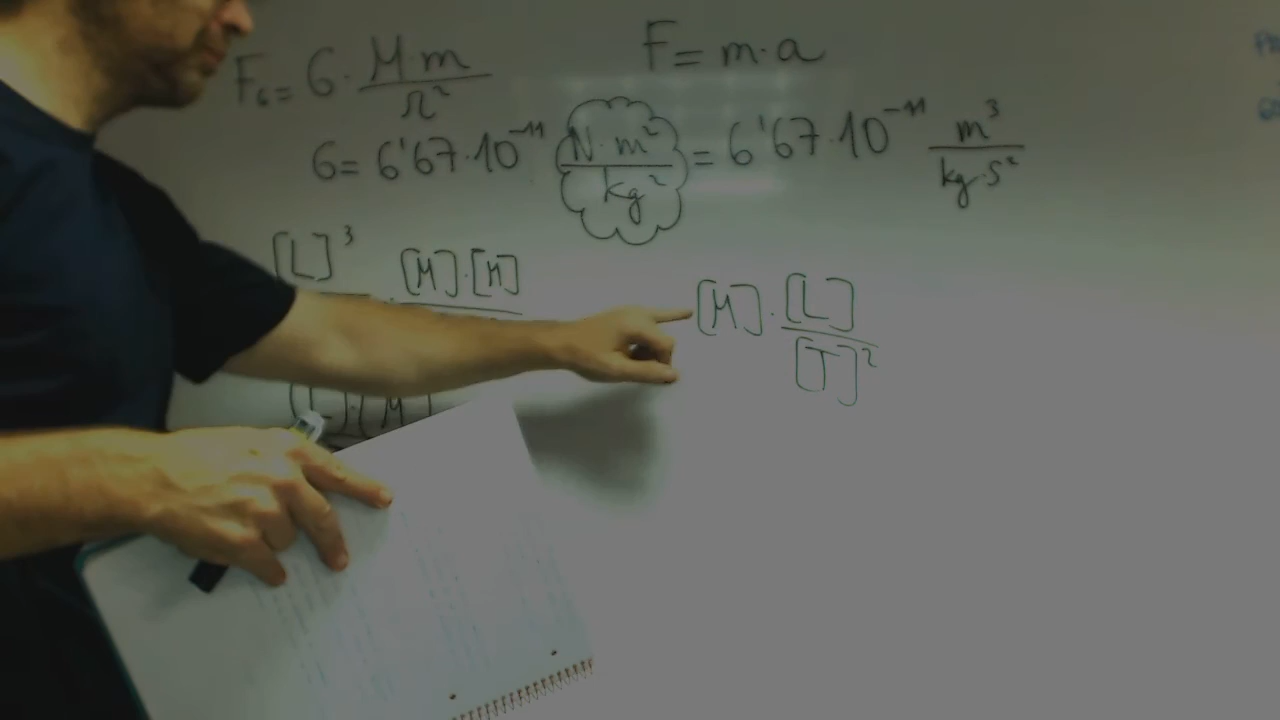 F_G = G · M·m / r²
F = m·a
G = 6'67·10⁻¹¹ N·m² / kg² = 6'67·10⁻¹¹ m³ / kg·s²
[L]³ [M]·[M]
[M]·[L] / [T]²